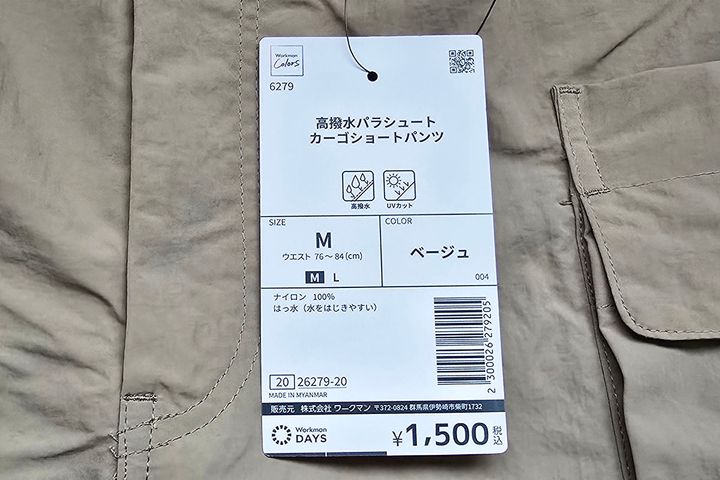 Workman
Colors
6279
高撥水パラシュート
カーゴショートパンツ
高撥水
UVカット
SIZE
M
ウエスト 76～84(cm)
M L
COLOR
ベージュ
004
ナイロン 100%
はっ水（水をはじきやすい）
2 300026 279205
20 26279-20
MADE IN MYANMAR
販売元 株式会社 ワークマン 〒372-0824 群馬県伊勢崎市柴町1732
Workman
DAYS
¥1,500 税込